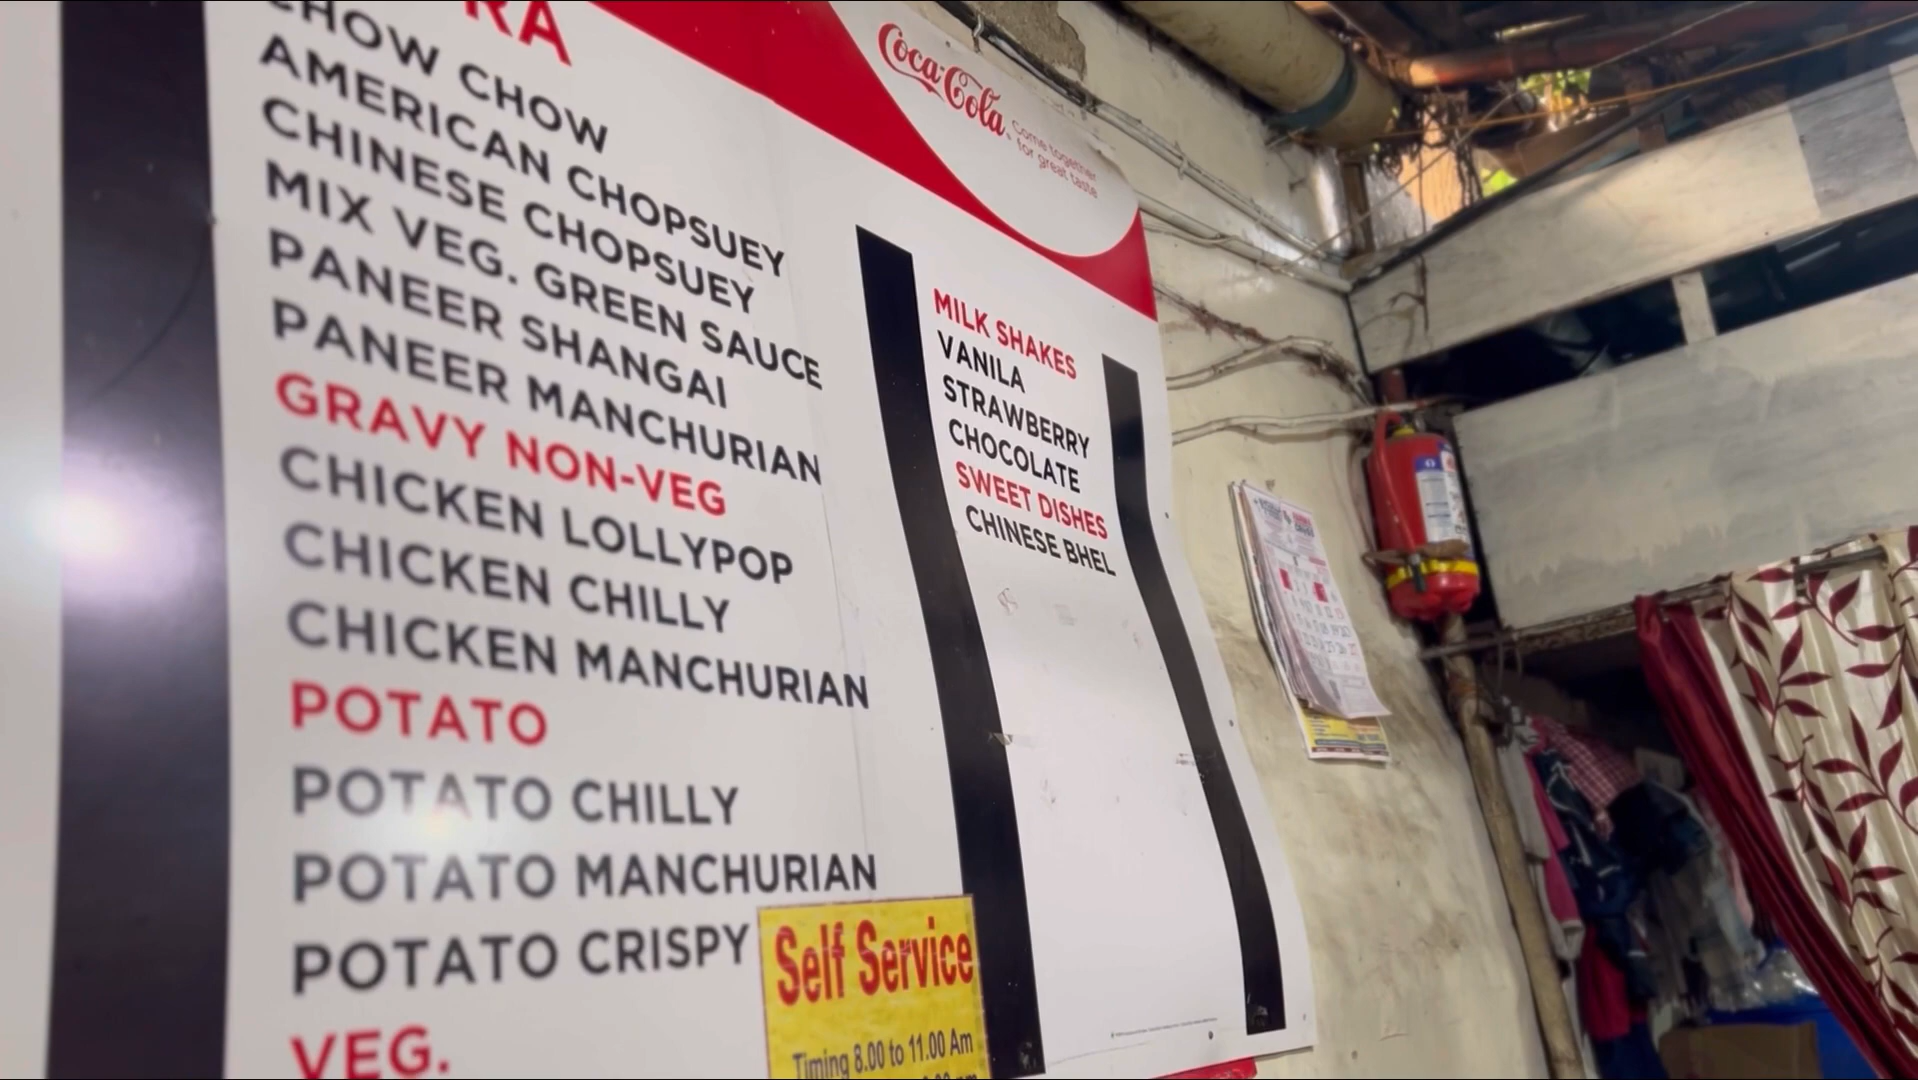 RA
CHOW CHOW
AMERICAN CHOPSUEY
CHINESE CHOPSUEY
MIX VEG. GREEN SAUCE
PANEER SHANGAI
PANEER MANCHURIAN
GRAVY NON-VEG
CHICKEN LOLLYPOP
CHICKEN CHILLY
CHICKEN MANCHURIAN
POTATO
POTATO CHILLY
POTATO MANCHURIAN
POTATO CRISPY
VEG.
Coca-Cola
Come together
for great taste
MILK SHAKES
VANILA
STRAWBERRY
CHOCOLATE
SWEET DISHES
CHINESE BHEL
Self Service
Timing 8.00 to 11.00 Am